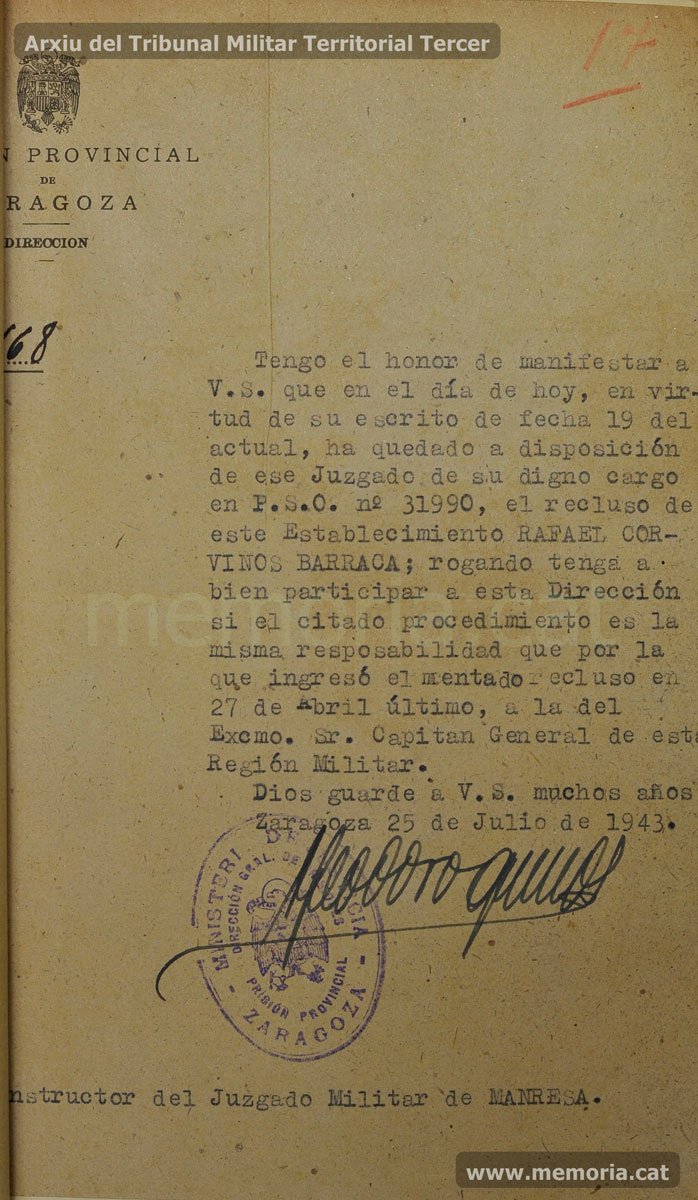 Arxiu del Tribunal Militar Territorial Tercer
17
N PROVINCIAL
DE
RAGOZA
DIRECCION
68
Tengo el honor de manifestar a
V.S. que en el día de hoy, en vir-
tud de su escrito de fecha 19 del
actual, ha quedado a disposición
de ese Juzgado de su digno cargo
en P.S.O. nº 31990, el recluso de
este Establecimiento RAFAEL COR-
VINOS BARRACA; rogando tenga a
bien participar a esta Dirección
si el citado procedimiento es la
misma resposabilidad que por la
que ingresó el mentado recluso en
27 de Abril último, a la del
Excmo. Sr. Capitan General de esta
Región Militar.
Dios guarde a V.S. muchos años
Zaragoza 25 de Julio de 1943.
MINISTERI DE
DIRECCIÓN GRAL. DE
PRISIÓN PROVINCIAL
- ZARAGOZA -
nstructor del Juzgado Militar de MANRESA.
www.memoria.cat